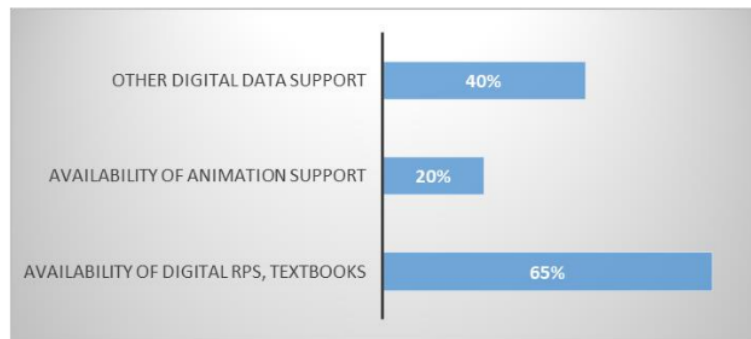 OTHER DIGITAL DATA SUPPORT 40%
AVAILABILITY OF ANIMATION SUPPORT 20%
AVAILABILITY OF DIGITAL RPS, TEXTBOOKS 65%